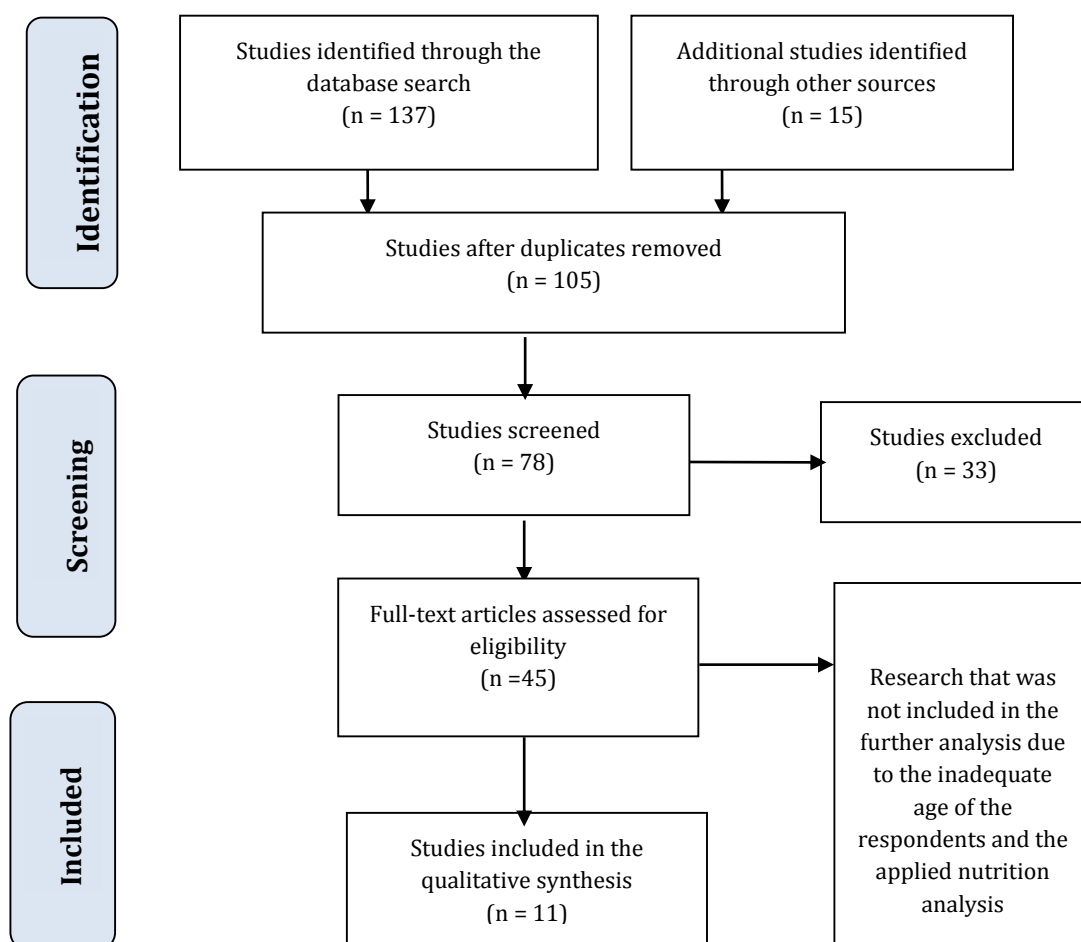 Identification
Studies identified through the
database search
(n = 137)
Additional studies identified
through other sources
(n = 15)
Studies after duplicates removed
(n = 105)
Screening
Studies screened
(n = 78)
Studies excluded
(n = 33)
Full-text articles assessed for
eligibility
(n =45)
Research that was
not included in the
further analysis due
to the inadequate
age of the
respondents and the
applied nutrition
analysis
Included
Studies included in the
qualitative synthesis
(n = 11)